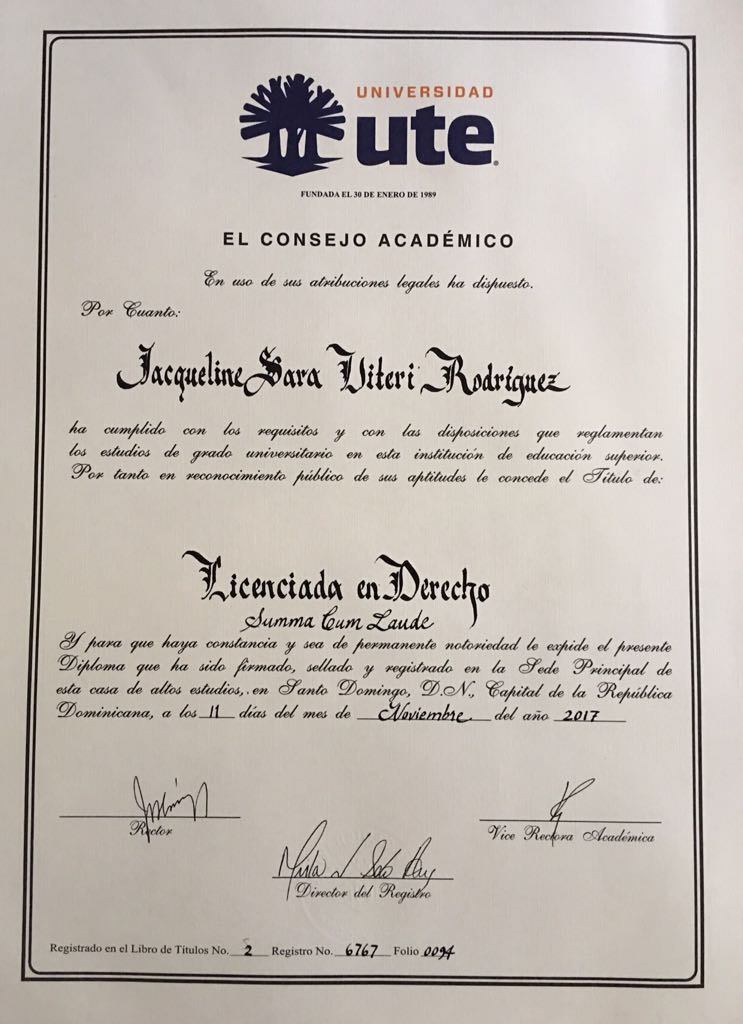 UNIVERSIDAD
ute
FUNDADA EL 30 DE ENERO DE 1989
EL CONSEJO ACADÉMICO
En uso de sus atribuciones legales ha dispuesto.
Por Cuanto:
Jacqueline Sara Viteri Rodríguez
ha cumplido con los requisitos y con las disposiciones que reglamentan
los estudios de grado universitario en esta institución de educación superior.
Por tanto en reconocimiento público de sus aptitudes le concede el Título de:
Licenciada en Derecho
Summa Cum Laude
Y para que haya constancia y sea de permanente notoriedad le expide el presente
Diploma que ha sido firmado, sellado y registrado en la Sede Principal de
esta casa de altos estudios, en Santo Domingo, D.N., Capital de la República
Dominicana, a los 11 días del mes de Noviembre del año 2017
Rector
Vice Rectora Académica
Director del Registro
Registrado en el Libro de Títulos No. 2 Registro No. 6767 Folio